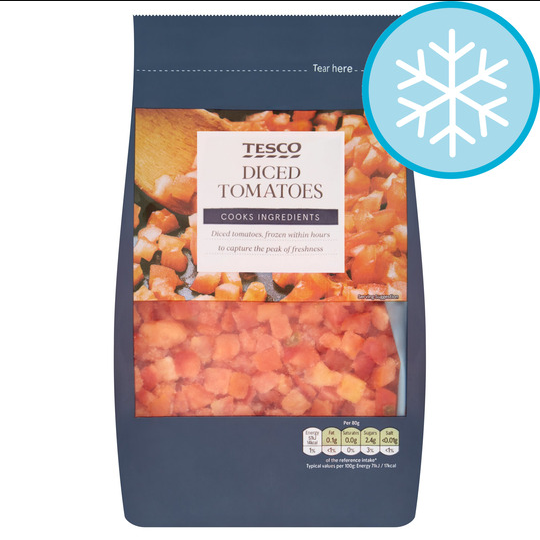 Tear here
TESCO
DICED
TOMATOES
COOKS INGREDIENTS
Diced tomatoes, frozen within hours
to capture the peak of freshness
Serving Suggestion
Per 80g
Energy Fat Saturates Sugars Salt
0.1g 0.0g 2.4g <0.01g
1% <1% 0% 3% <1%
of the reference intake*
Typical values per 100g: Energy 71kJ / 17kcal